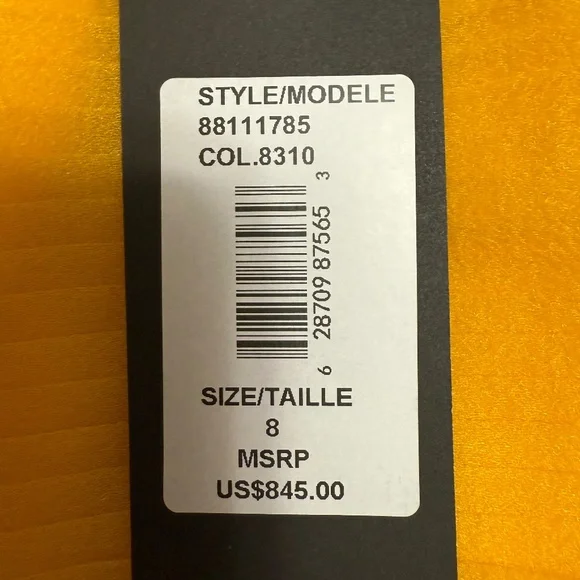 STYLE/MODELE
88111785
COL.8310
6 28709 87565 3
SIZE/TAILLE
8
MSRP
US$845.00